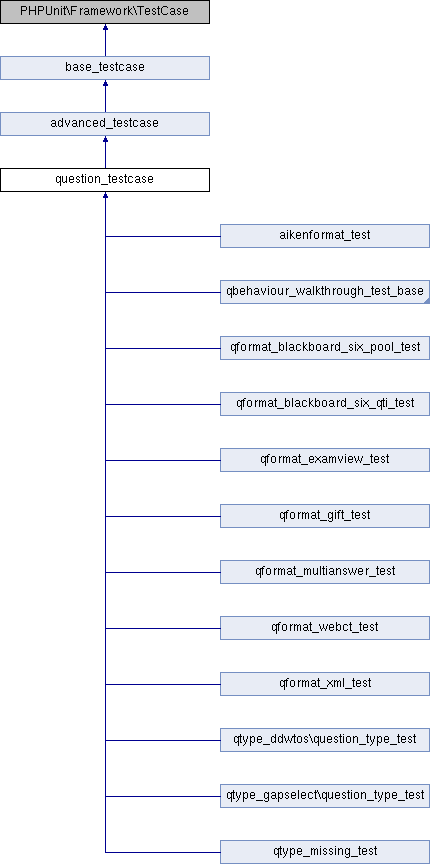 PHPUnit\Framework\TestCase
base_testcase
advanced_testcase
question_testcase
aikenformat_test
qbehaviour_walkthrough_test_base
qformat_blackboard_six_pool_test
qformat_blackboard_six_qti_test
qformat_examview_test
qformat_gift_test
qformat_multianswer_test
qformat_webct_test
qformat_xml_test
qtype_ddwtos\question_type_test
qtype_gapselect\question_type_test
qtype_missing_test